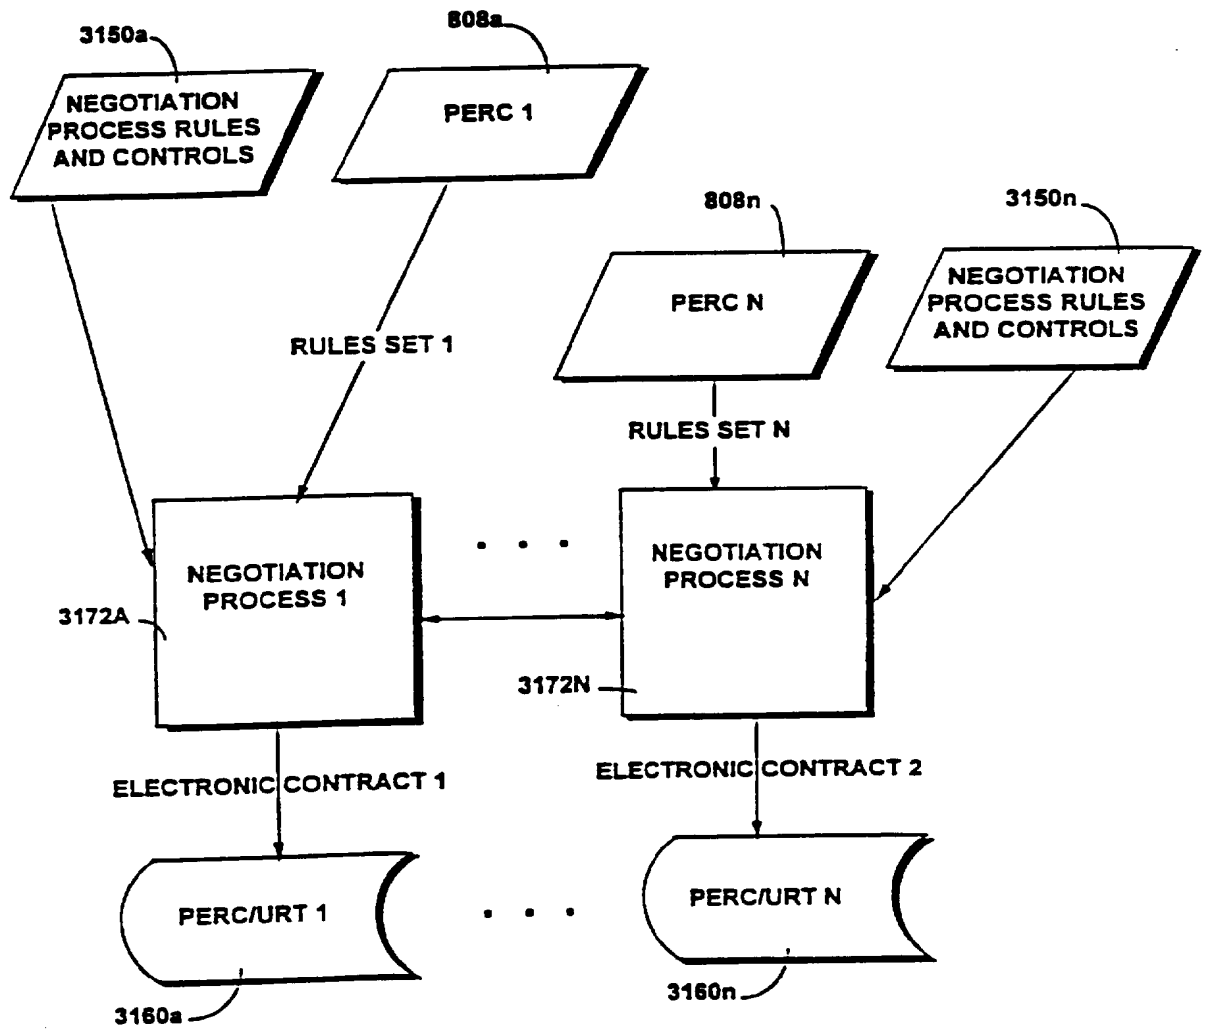 3150a
808a
NEGOTIATION
PROCESS RULES
AND CONTROLS
PERC 1
808n
3150n
PERC N
NEGOTIATION
PROCESS RULES
AND CONTROLS
RULES SET 1
RULES SET N
NEGOTIATION
PROCESS 1
. . .
NEGOTIATION
PROCESS N
3172A
3172N
ELECTRONIC CONTRACT 1
ELECTRONIC CONTRACT 2
PERC/URT 1
. . .
PERC/URT N
3160a
3160n